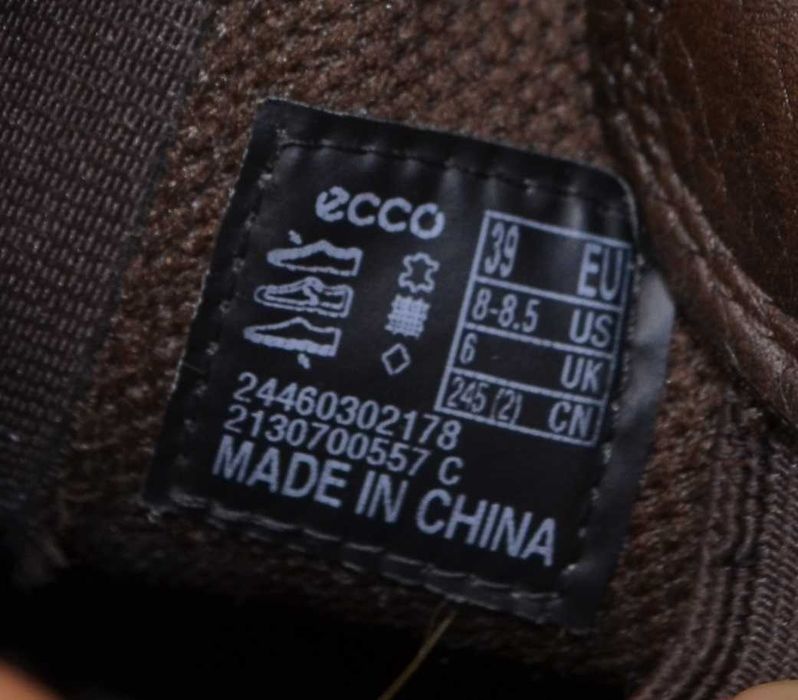 ecco
39 EU
8-8.5 US
6 UK
245 (2) CN
24460302178
2130700557 C
MADE IN CHINA